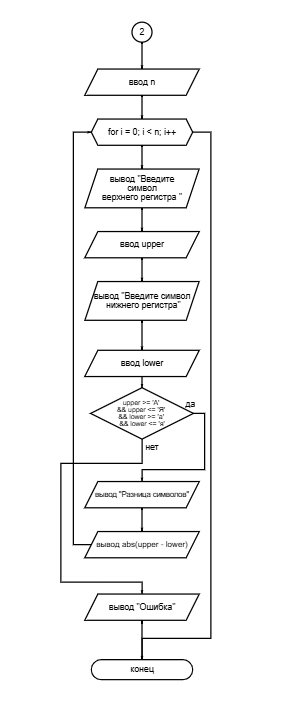 2
ввод n
for i = 0; i < n; i++
вывод "Введите
символ
верхнего регистра "
ввод upper
вывод "Введите символ
нижнего регистра"
ввод lower
upper >= 'А'
&& upper <= 'Я'
&& lower >= 'а'
&& lower <= 'я'
да
нет
вывод "Разница символов"
вывод abs(upper - lower)
вывод "Ошибка"
конец